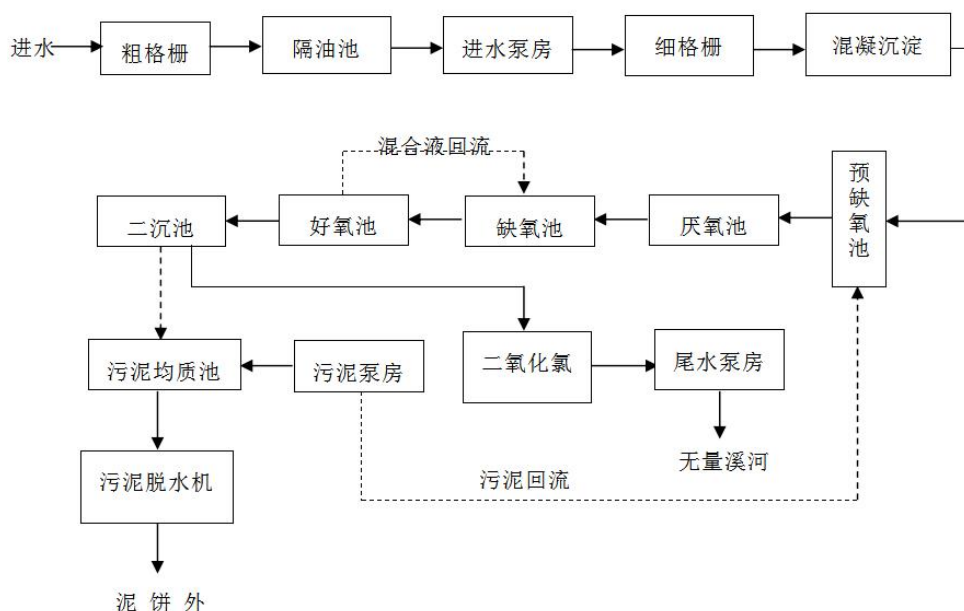 进水
粗格栅
隔油池
进水泵房
细格栅
混凝沉淀
混合液回流
预缺氧池
二沉池
好氧池
缺氧池
厌氧池
污泥均质池
污泥泵房
二氧化氯
尾水泵房
污泥脱水机
污泥回流
无量溪河
泥 饼 外